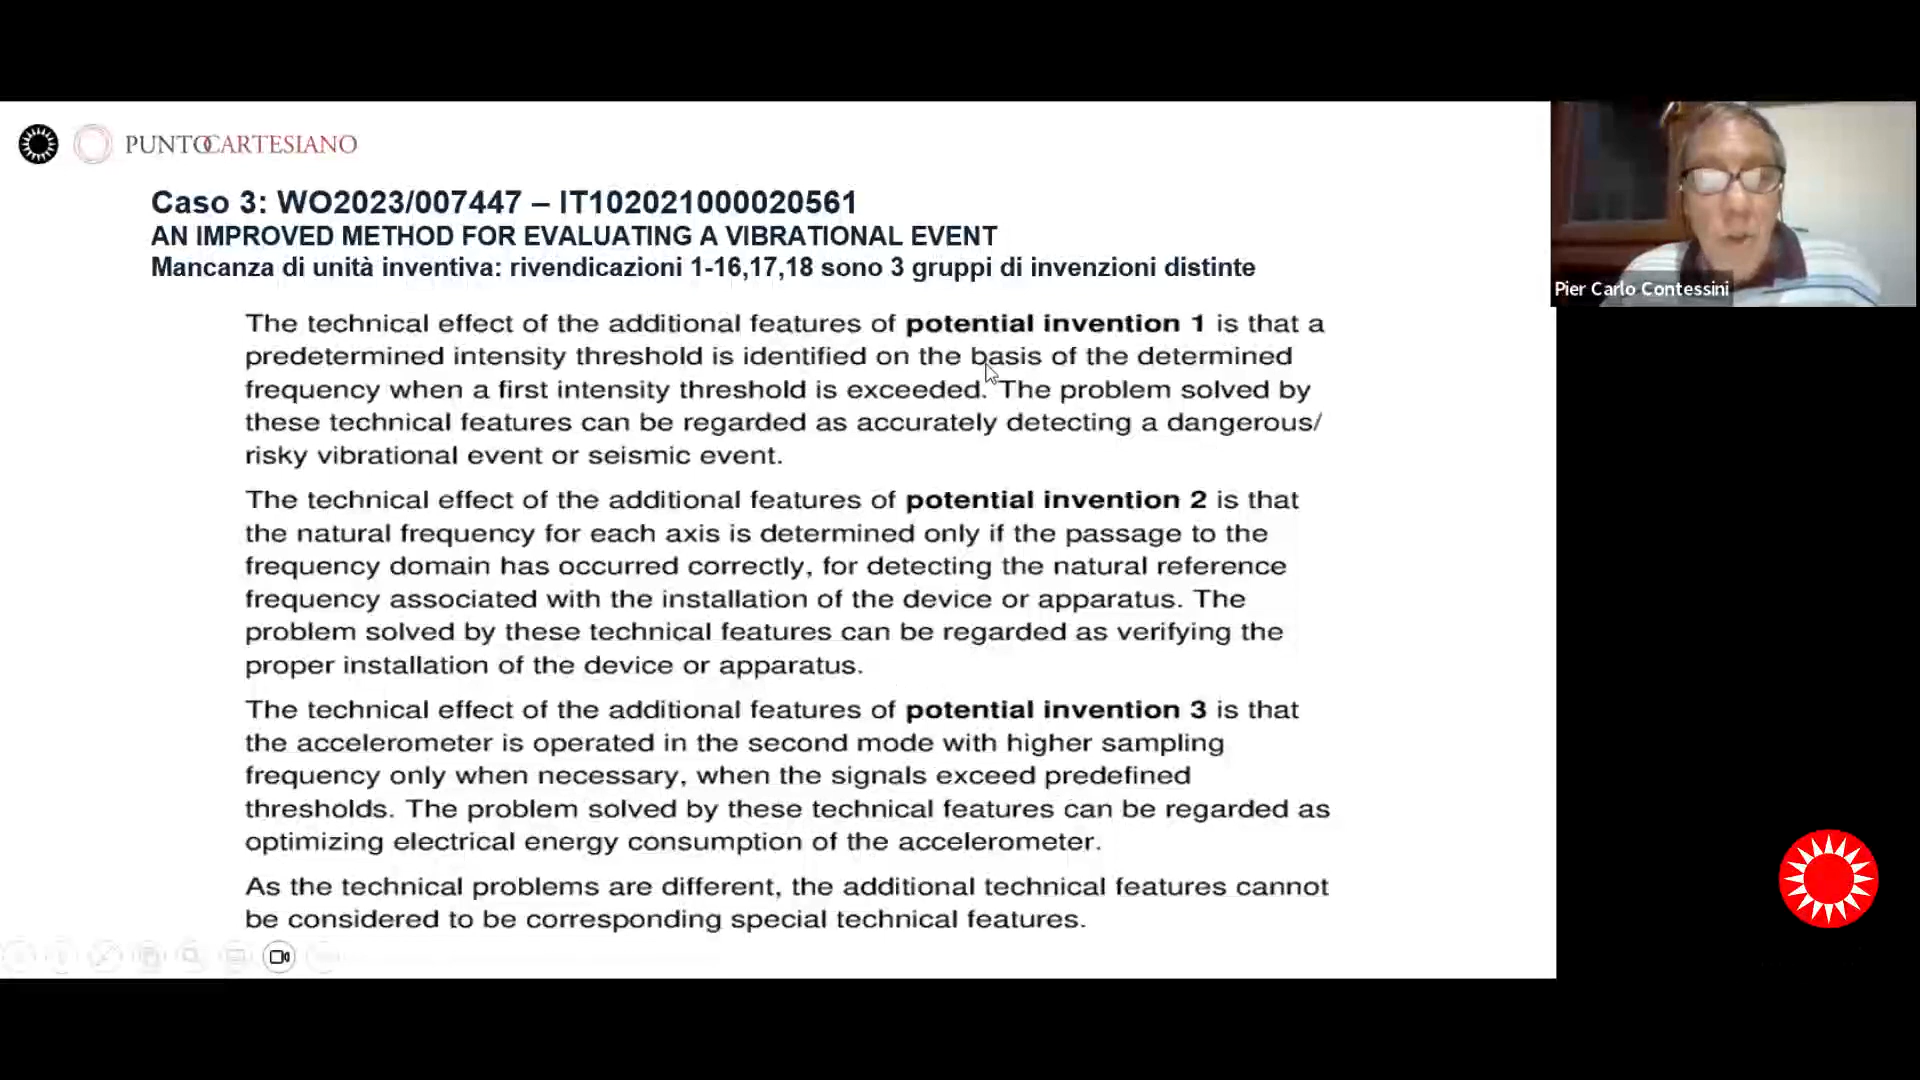 PUNTOCARTESIANO
Caso 3: WO2023/007447 – IT102021000020561
AN IMPROVED METHOD FOR EVALUATING A VIBRATIONAL EVENT
Mancanza di unità inventiva: rivendicazioni 1-16,17,18 sono 3 gruppi di invenzioni distinte
Pier Carlo Contessini
The technical effect of the additional features of potential invention 1 is that a
predetermined intensity threshold is identified on the basis of the determined
frequency when a first intensity threshold is exceeded. The problem solved by
these technical features can be regarded as accurately detecting a dangerous/
risky vibrational event or seismic event.
The technical effect of the additional features of potential invention 2 is that
the natural frequency for each axis is determined only if the passage to the
frequency domain has occurred correctly, for detecting the natural reference
frequency associated with the installation of the device or apparatus. The
problem solved by these technical features can be regarded as verifying the
proper installation of the device or apparatus.
The technical effect of the additional features of potential invention 3 is that
the accelerometer is operated in the second mode with higher sampling
frequency only when necessary, when the signals exceed predefined
thresholds. The problem solved by these technical features can be regarded as
optimizing electrical energy consumption of the accelerometer.
As the technical problems are different, the additional technical features cannot
be considered to be corresponding special technical features.